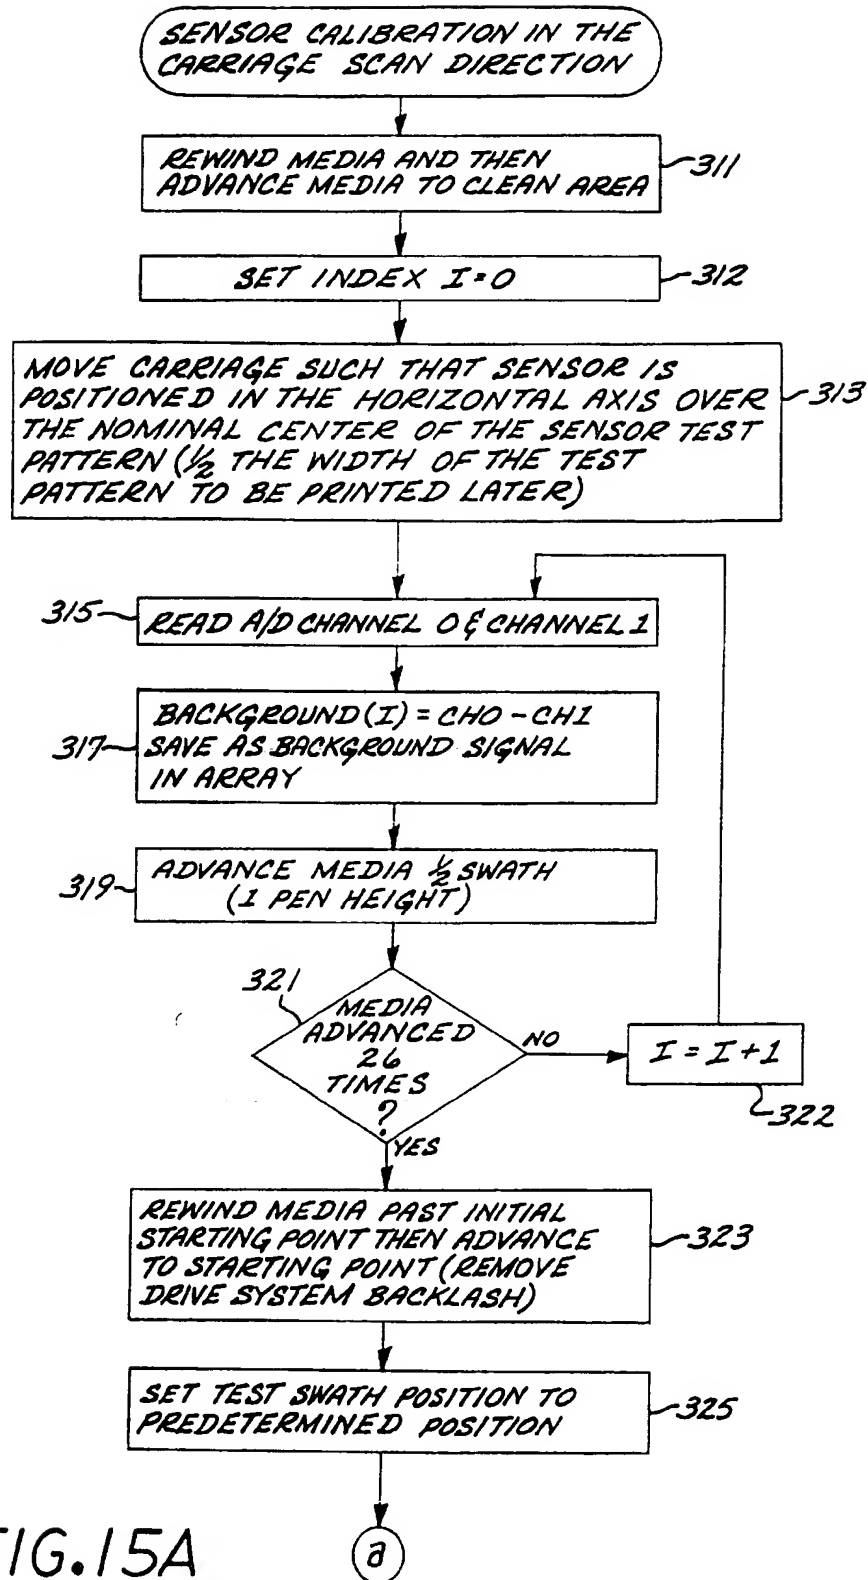 SENSOR CALIBRATION IN THE
CARRIAGE SCAN DIRECTION
REWIND MEDIA AND THEN
ADVANCE MEDIA TO CLEAN AREA
311
SET INDEX I=0
312
MOVE CARRIAGE SUCH THAT SENSOR IS
POSITIONED IN THE HORIZONTAL AXIS OVER
THE NOMINAL CENTER OF THE SENSOR TEST
PATTERN (1/2 THE WIDTH OF THE TEST
PATTERN TO BE PRINTED LATER)
313
315
READ A/D CHANNEL 0 & CHANNEL 1
317
BACKGROUND (I) = CH0 - CH1
SAVE AS BACKGROUND SIGNAL
IN ARRAY
319
ADVANCE MEDIA 1/2 SWATH
(1 PEN HEIGHT)
321
MEDIA
ADVANCED
26
TIMES
?
NO
I = I + 1
322
YES
REWIND MEDIA PAST INITIAL
STARTING POINT THEN ADVANCE
TO STARTING POINT (REMOVE
DRIVE SYSTEM BACKLASH)
323
SET TEST SWATH POSITION TO
PREDETERMINED POSITION
325
a
FIG.15A